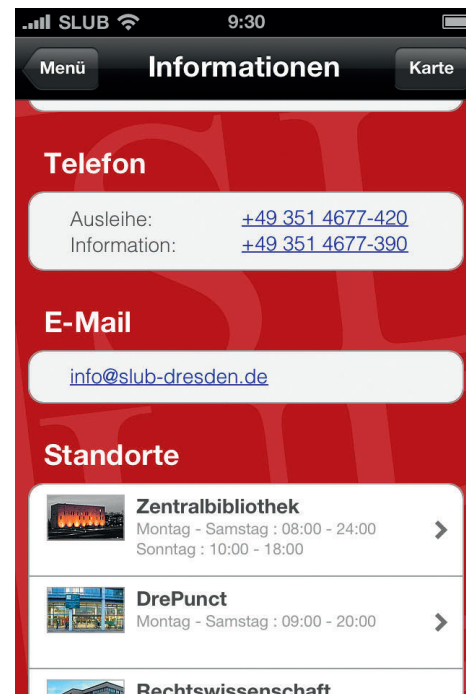 SLUB 9:30
Menü Informationen Karte
Telefon
Ausleihe: +49 351 4677-420
Information: +49 351 4677-390
E-Mail
info@slub-dresden.de
Standorte
Zentralbibliothek
Montag - Samstag : 08:00 - 24:00
Sonntag : 10:00 - 18:00
DrePunct
Montag - Samstag : 09:00 - 20:00
Rechtswissenschaft